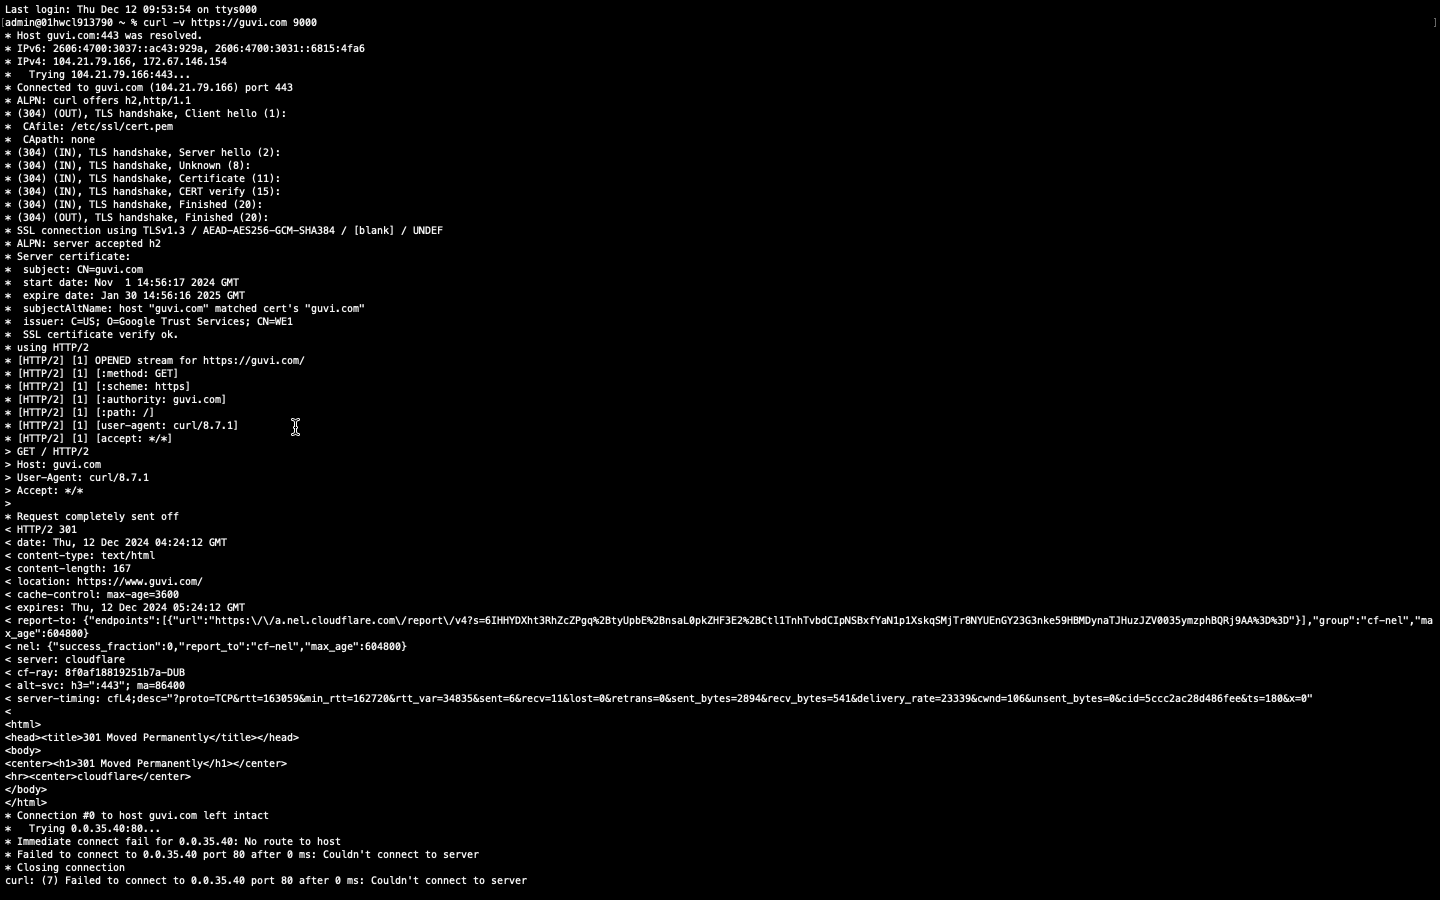 Last login: Thu Dec 12 09:53:54 on ttys000
[admin@01hwcl913790 ~ % curl -v https://guvi.com 9000 ]
* Host guvi.com:443 was resolved.
* IPv6: 2606:4700:3037::ac43:929a, 2606:4700:3031::6815:4fa6
* IPv4: 104.21.79.166, 172.67.146.154
*   Trying 104.21.79.166:443...
* Connected to guvi.com (104.21.79.166) port 443
* ALPN: curl offers h2,http/1.1
* (304) (OUT), TLS handshake, Client hello (1):
*  CAfile: /etc/ssl/cert.pem
*  CApath: none
* (304) (IN), TLS handshake, Server hello (2):
* (304) (IN), TLS handshake, Unknown (8):
* (304) (IN), TLS handshake, Certificate (11):
* (304) (IN), TLS handshake, CERT verify (15):
* (304) (IN), TLS handshake, Finished (20):
* (304) (OUT), TLS handshake, Finished (20):
* SSL connection using TLSv1.3 / AEAD-AES256-GCM-SHA384 / [blank] / UNDEF
* ALPN: server accepted h2
* Server certificate:
*  subject: CN=guvi.com
*  start date: Nov  1 14:56:17 2024 GMT
*  expire date: Jan 30 14:56:16 2025 GMT
*  subjectAltName: host "guvi.com" matched cert's "guvi.com"
*  issuer: C=US; O=Google Trust Services; CN=WE1
*  SSL certificate verify ok.
* using HTTP/2
* [HTTP/2] [1] OPENED stream for https://guvi.com/
* [HTTP/2] [1] [:method: GET]
* [HTTP/2] [1] [:scheme: https]
* [HTTP/2] [1] [:authority: guvi.com]
* [HTTP/2] [1] [:path: /]
* [HTTP/2] [1] [user-agent: curl/8.7.1]
* [HTTP/2] [1] [accept: */*]
> GET / HTTP/2
> Host: guvi.com
> User-Agent: curl/8.7.1
> Accept: */*
>
* Request completely sent off
< HTTP/2 301
< date: Thu, 12 Dec 2024 04:24:12 GMT
< content-type: text/html
< content-length: 167
< location: https://www.guvi.com/
< cache-control: max-age=3600
< expires: Thu, 12 Dec 2024 05:24:12 GMT
< report-to: {"endpoints":[{"url":"https:\/\/a.nel.cloudflare.com\/report\/v4?s=6IHHYDXht3RhZcZPgq%2BtyUpbE%2BnsaL0pkZHF3E2%2BCtl1TnhTvbdCIpNSBxfYaN1p1XskqSMjTr8NYUEnGY23G3nke59HBMDynaTJHuzJZV0035ymzphBQRj9AA%3D%3D"}],"group":"cf-nel","ma
x_age":604800}
< nel: {"success_fraction":0,"report_to":"cf-nel","max_age":604800}
< server: cloudflare
< cf-ray: 8f0af18819251b7a-DUB
< alt-svc: h3=":443"; ma=86400
< server-timing: cfL4;desc="?proto=TCP&rtt=163059&min_rtt=162720&rtt_var=34835&sent=6&recv=11&lost=0&retrans=0&sent_bytes=2894&recv_bytes=541&delivery_rate=23339&cwnd=106&unsent_bytes=0&cid=5ccc2ac28d486fee&ts=180&x=0"
<
<html>
<head><title>301 Moved Permanently</title></head>
<body>
<center><h1>301 Moved Permanently</h1></center>
<hr><center>cloudflare</center>
</body>
</html>
* Connection #0 to host guvi.com left intact
*   Trying 0.0.35.40:80...
* Immediate connect fail for 0.0.35.40: No route to host
* Failed to connect to 0.0.35.40 port 80 after 0 ms: Couldn't connect to server
* Closing connection
curl: (7) Failed to connect to 0.0.35.40 port 80 after 0 ms: Couldn't connect to server